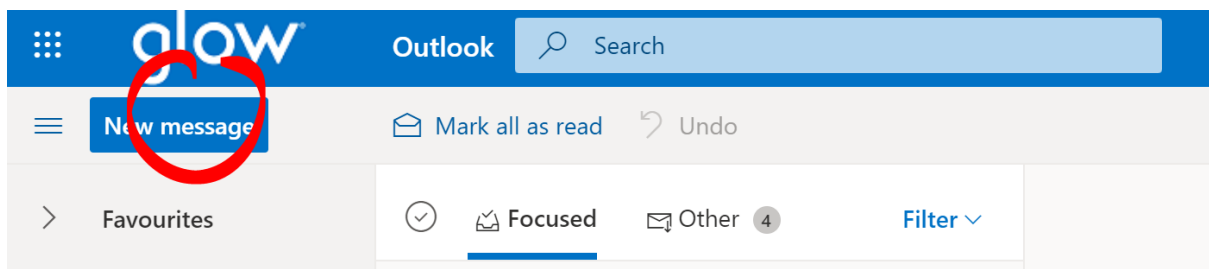 glow Outlook Search
New message Mark all as read Undo
Favourites Focused Other 4 Filter